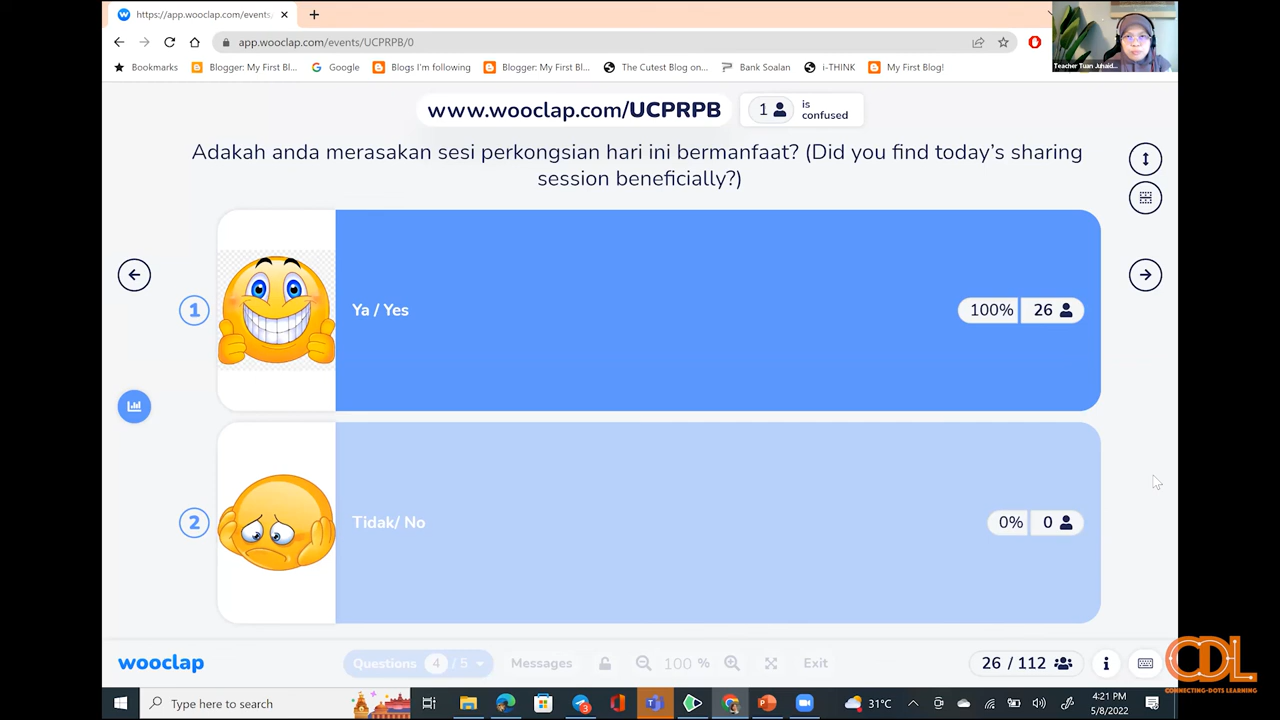 https://app.wooclap.com/events
app.wooclap.com/events/UCPRPB/0
Bookmarks
Blogger: My First Bl...
Google
Blogs I'm following
Blogger: My First Bl...
The Cutest Blog on...
Bank Soalan
i-THINK
My First Blog!
Teacher Tuan Juhaid...
www.wooclap.com/UCPRPB
1 is confused
Adakah anda merasakan sesi perkongsian hari ini bermanfaat? (Did you find today's sharing
session beneficially?)
1
Ya / Yes
100% 26
2
Tidak/ No
0% 0
wooclap
Questions 4 / 5
Messages
100 %
Exit
26 / 112
CDL
CONNECTING-DOTS LEARNING
Type here to search
3
31°C
4:21 PM
5/8/2022